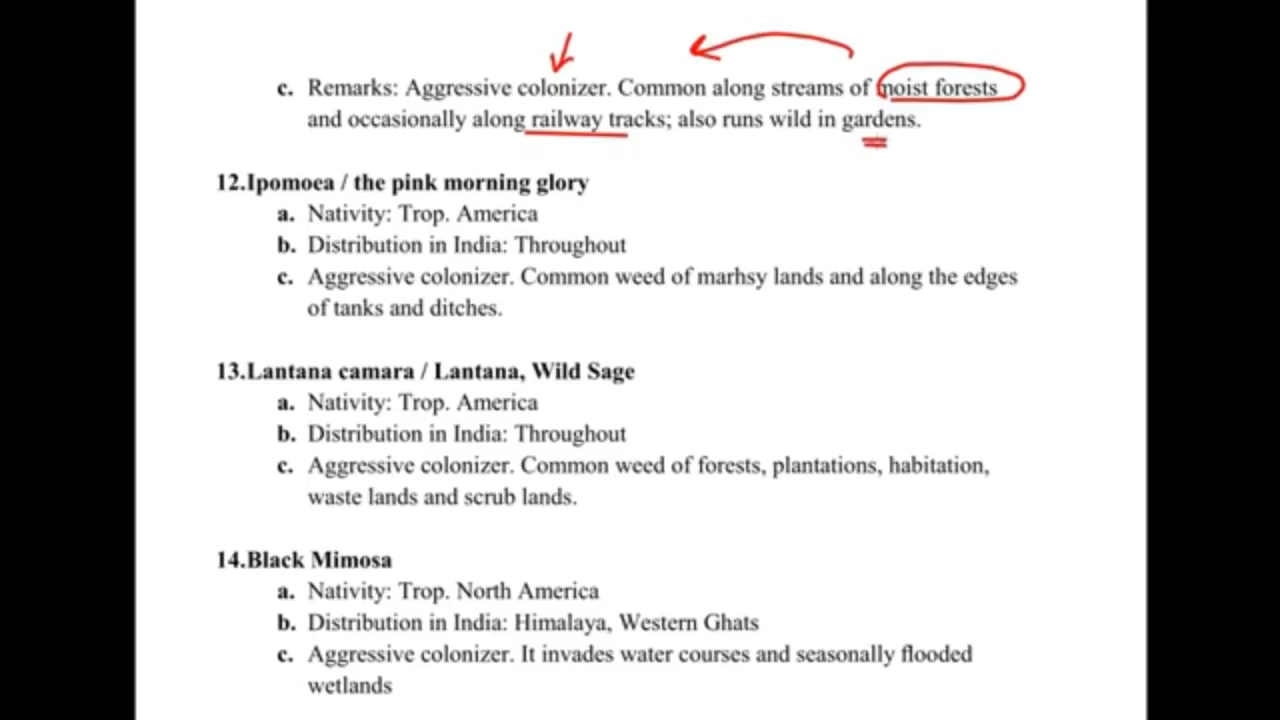 c. Remarks: Aggressive colonizer. Common along streams of moist forests
and occasionally along railway tracks; also runs wild in gardens.
12.Ipomoea / the pink morning glory
a. Nativity: Trop. America
b. Distribution in India: Throughout
c. Aggressive colonizer. Common weed of marhsy lands and along the edges
of tanks and ditches.
13.Lantana camara / Lantana, Wild Sage
a. Nativity: Trop. America
b. Distribution in India: Throughout
c. Aggressive colonizer. Common weed of forests, plantations, habitation,
waste lands and scrub lands.
14.Black Mimosa
a. Nativity: Trop. North America
b. Distribution in India: Himalaya, Western Ghats
c. Aggressive colonizer. It invades water courses and seasonally flooded
wetlands